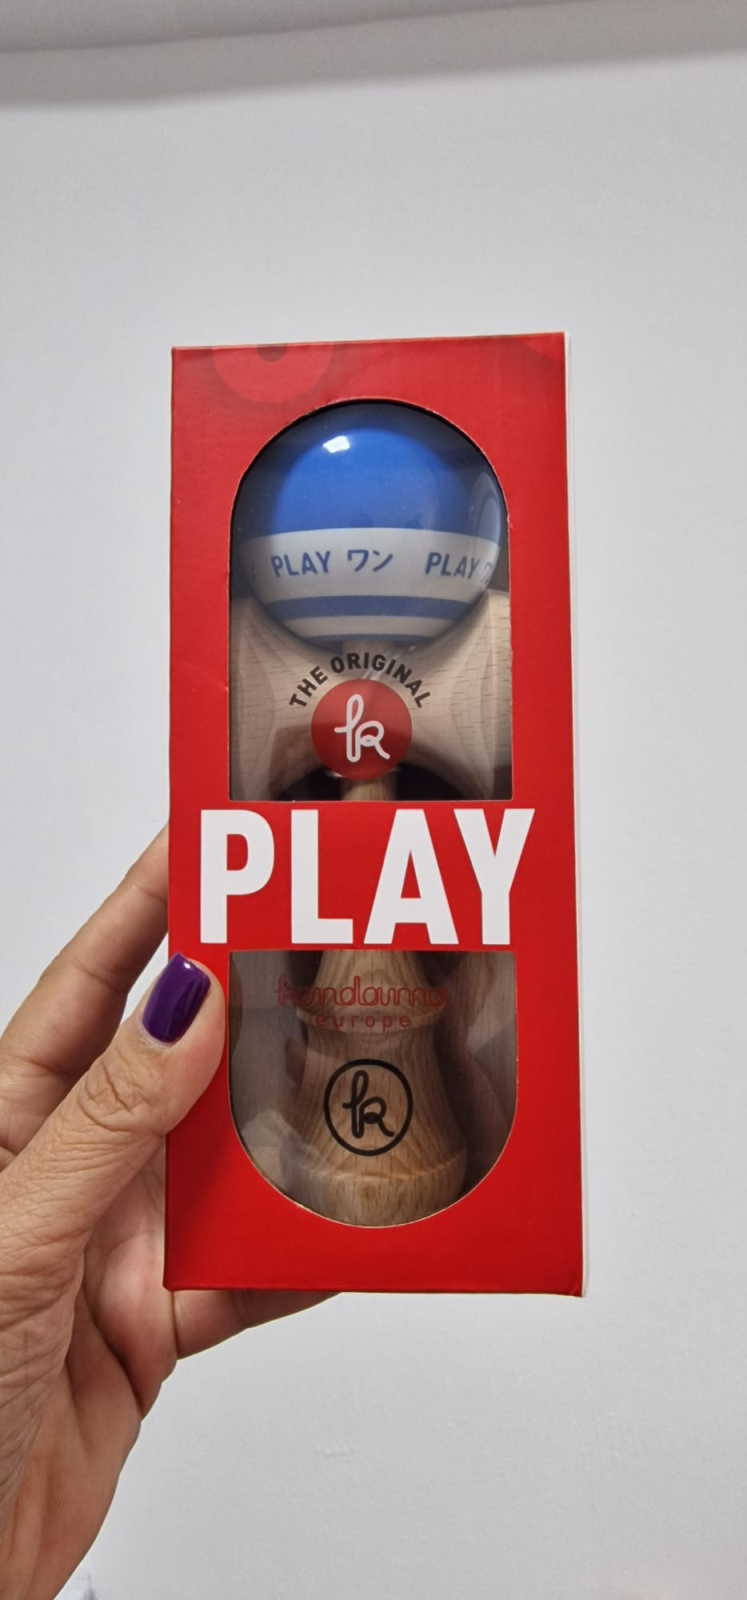 PLAY ワン PLAY
THE ORIGINAL
k
PLAY
kendama
europe
k